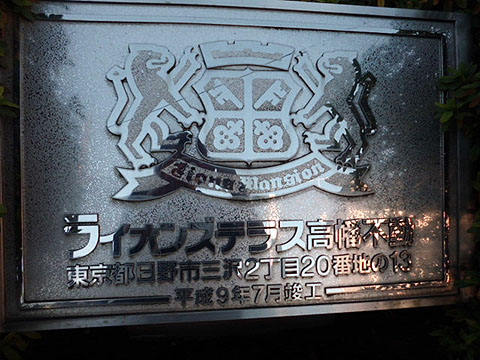 Lions Mansion
ライオンズテラス高幡不動
東京都日野市三沢2丁目20番地の13
平成9年7月竣工